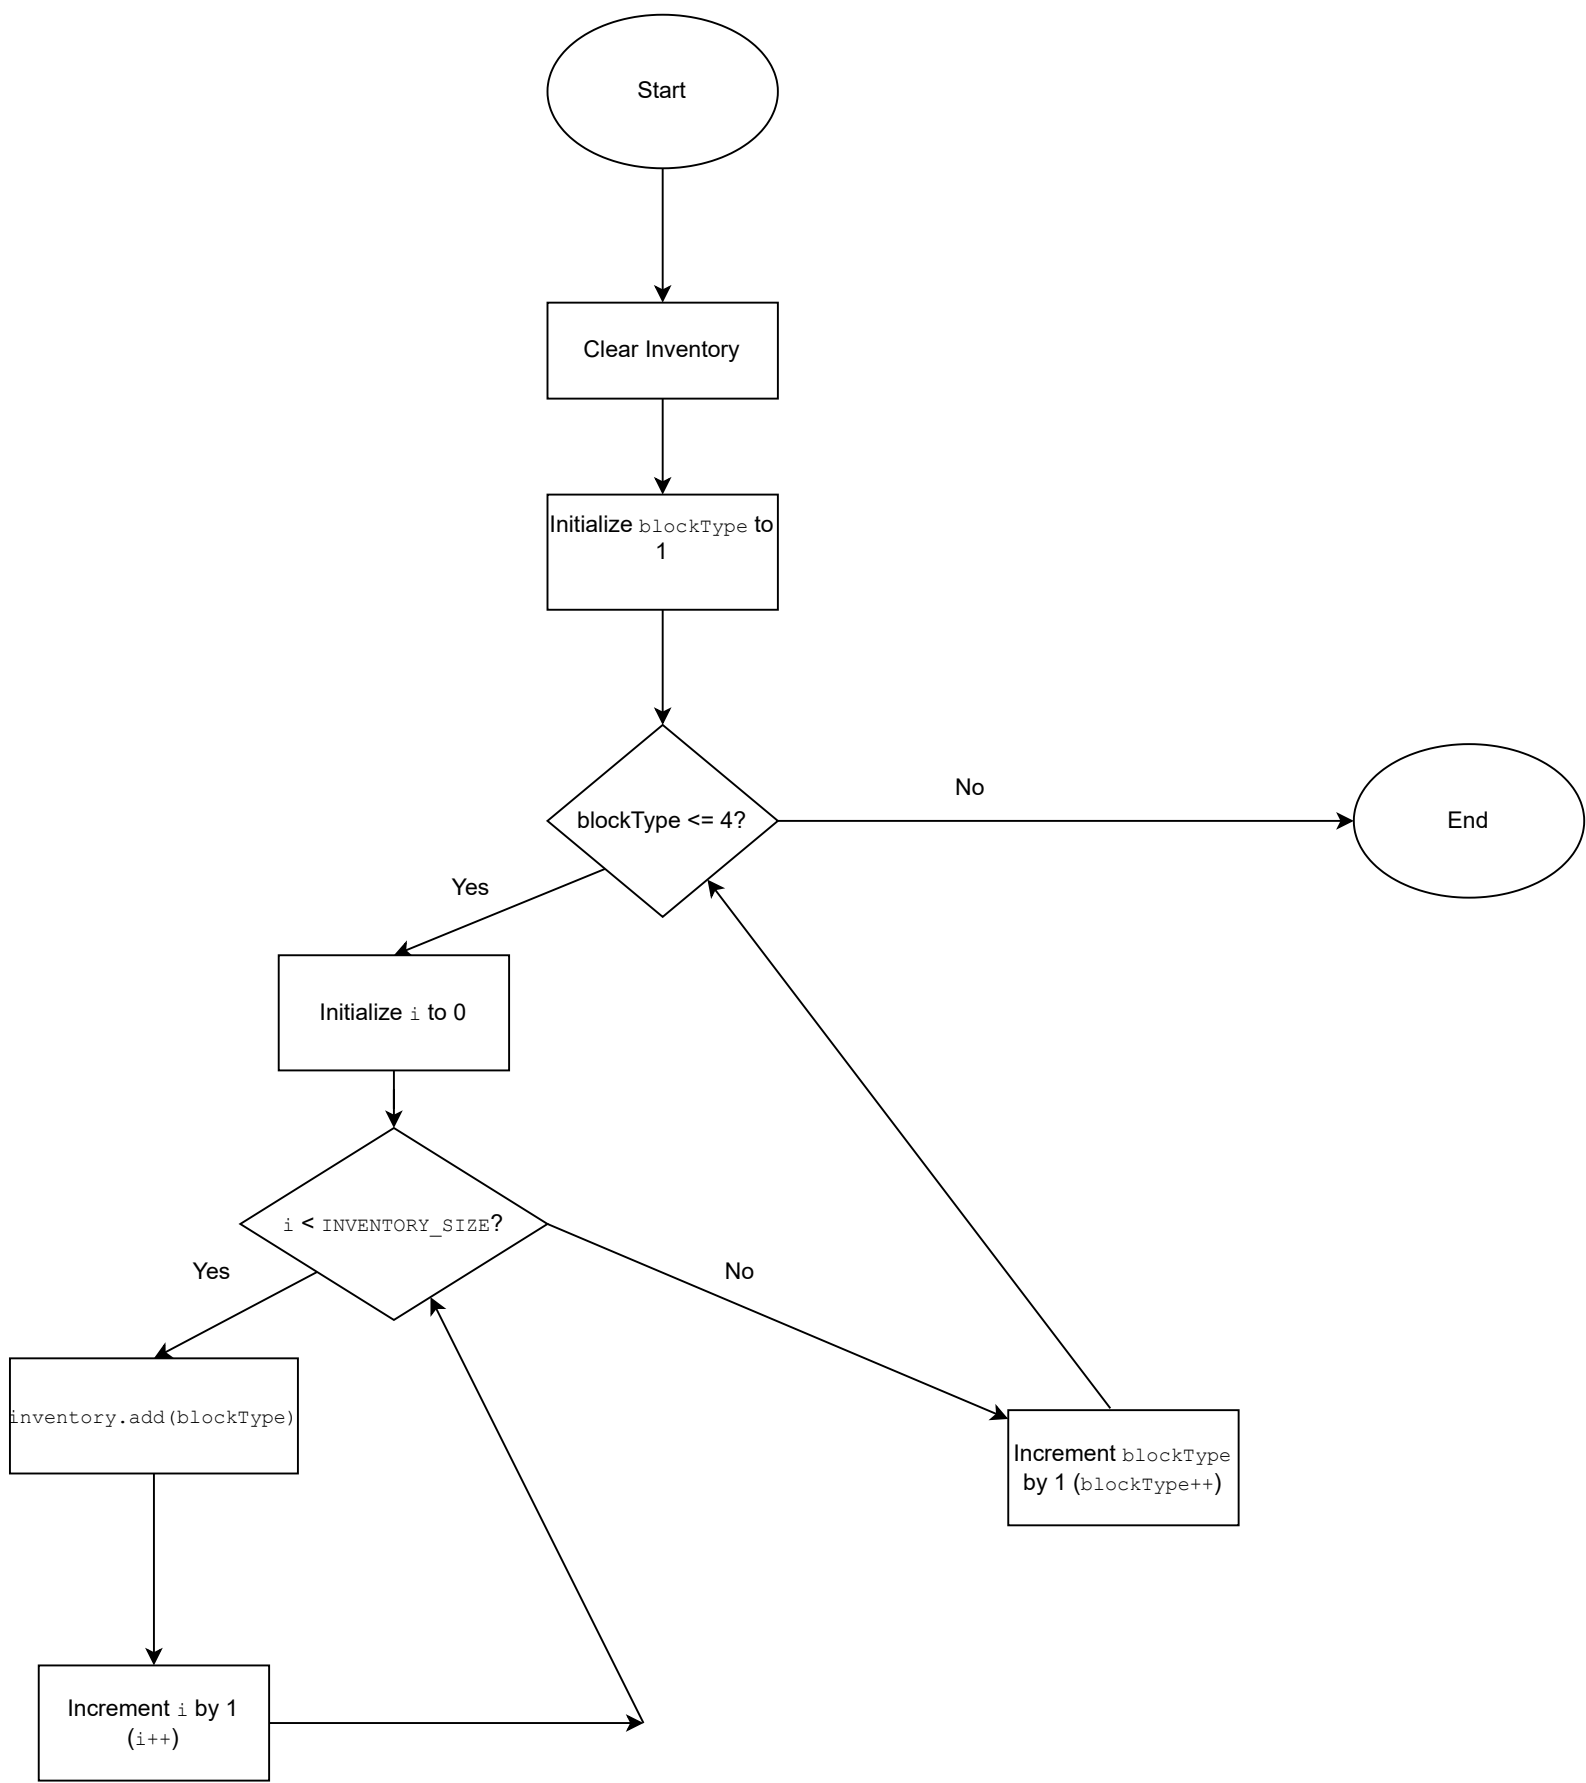 Start
Clear Inventory
Initialize blockType to
1
blockType <= 4?
No
End
Yes
Initialize i to 0
i < INVENTORY_SIZE?
Yes
No
inventory.add(blockType)
Increment blockType
by 1 (blockType++)
Increment i by 1
(i++)